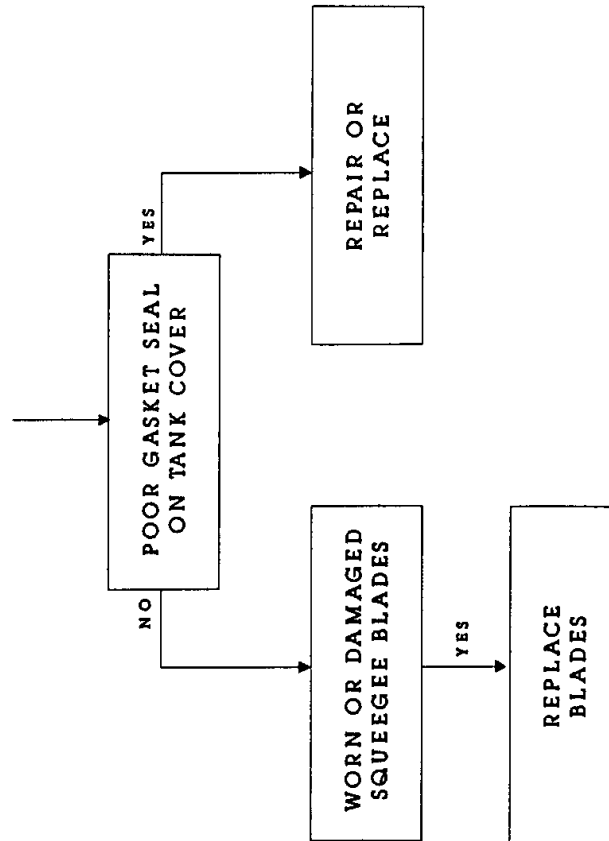 POOR GASKET SEAL
ON TANK COVER
YES
REPAIR OR
REPLACE
NO
WORN OR DAMAGED
SQUEEGEE BLADES
YES
REPLACE
BLADES